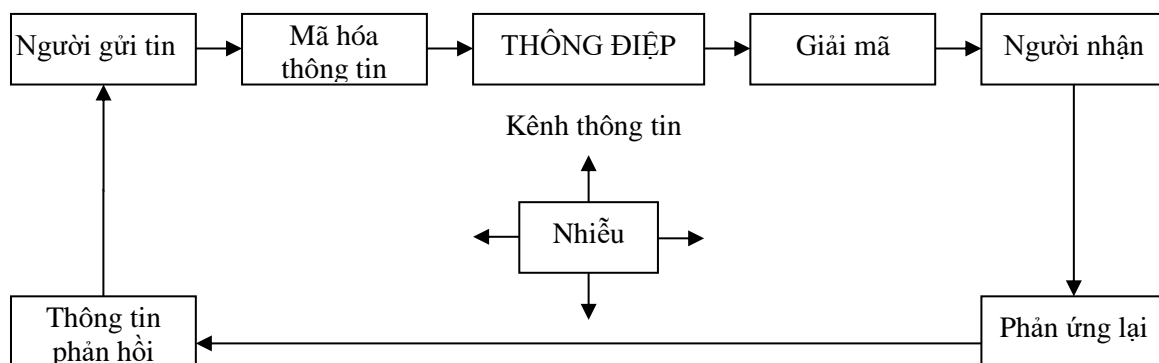 Người gửi tin
Mã hóa
thông tin
THÔNG ĐIỆP
Giải mã
Người nhận
Kênh thông tin
Nhiễu
Thông tin
phản hồi
Phản ứng lại